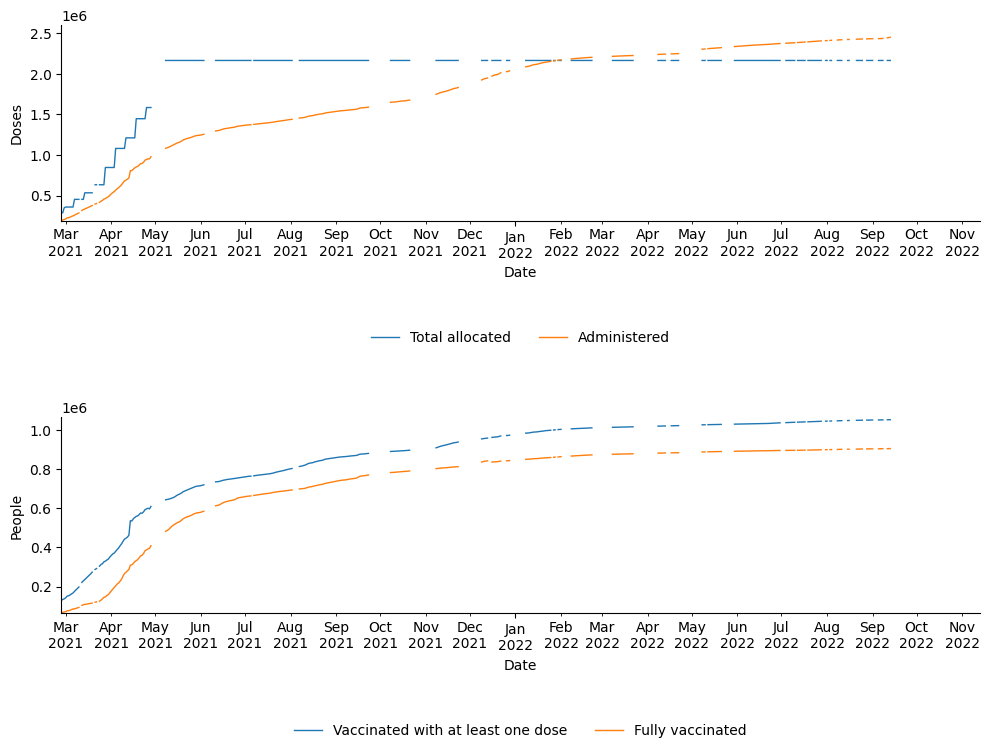 1e6
2.5
2.0
1.5
1.0
0.5
Doses
Mar Apr May Jun Jul Aug Sep Oct Nov Dec Jan Feb Mar Apr May Jun Jul Aug Sep Oct Nov
2021 2021 2021 2021 2021 2021 2021 2021 2021 2021 2022 2022 2022 2022 2022 2022 2022 2022 2022 2022 2022
Date
Total allocated Administered
1e6
1.0
0.8
0.6
0.4
0.2
People
Mar Apr May Jun Jul Aug Sep Oct Nov Dec Jan Feb Mar Apr May Jun Jul Aug Sep Oct Nov
2021 2021 2021 2021 2021 2021 2021 2021 2021 2021 2022 2022 2022 2022 2022 2022 2022 2022 2022 2022 2022
Date
Vaccinated with at least one dose Fully vaccinated